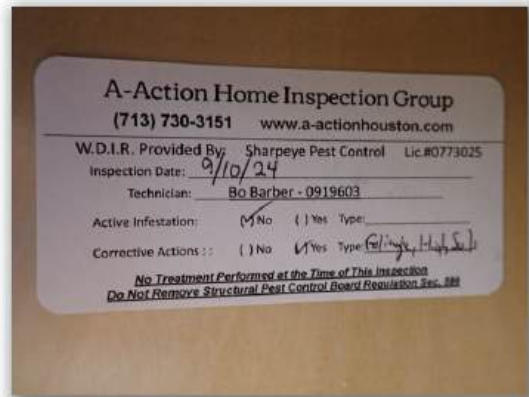 A-Action Home Inspection Group
(713) 730-3151 www.a-actionhouston.com
W.D.I.R. Provided By: Sharpeye Pest Control Lic.#0773025
Inspection Date: 9/10/24
Technician: Bo Barber - 0919603
Active Infestation: (✓) No ( ) Yes Type:
Corrective Actions : : ( ) No (✓) Yes Type:
No Treatment Performed at the Time of This Inspection
Do Not Remove Structural Pest Control Board Regulation Sec.